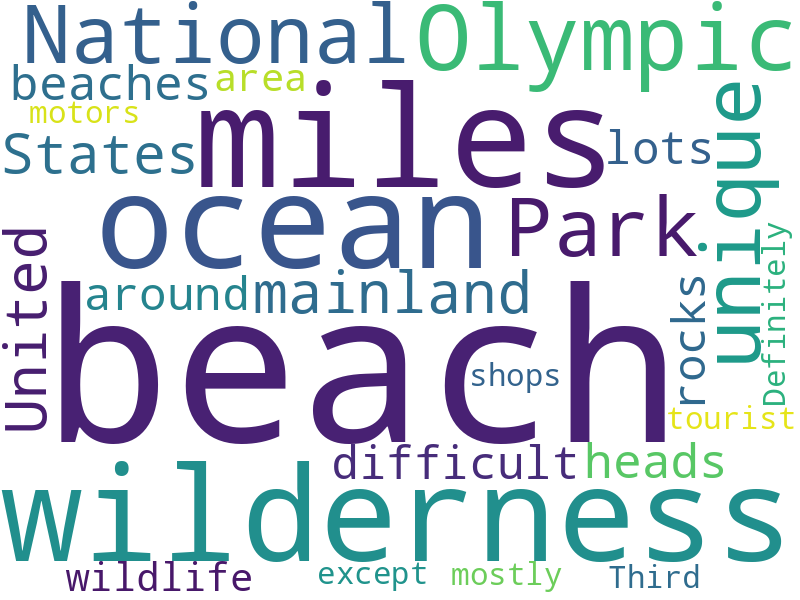 National Olympic
beaches area
motors miles unique
States lots
ocean Park
United around mainland rocks Definitely
beach
shops
tourist
difficult heads
wilderness
wildlife except mostly Third